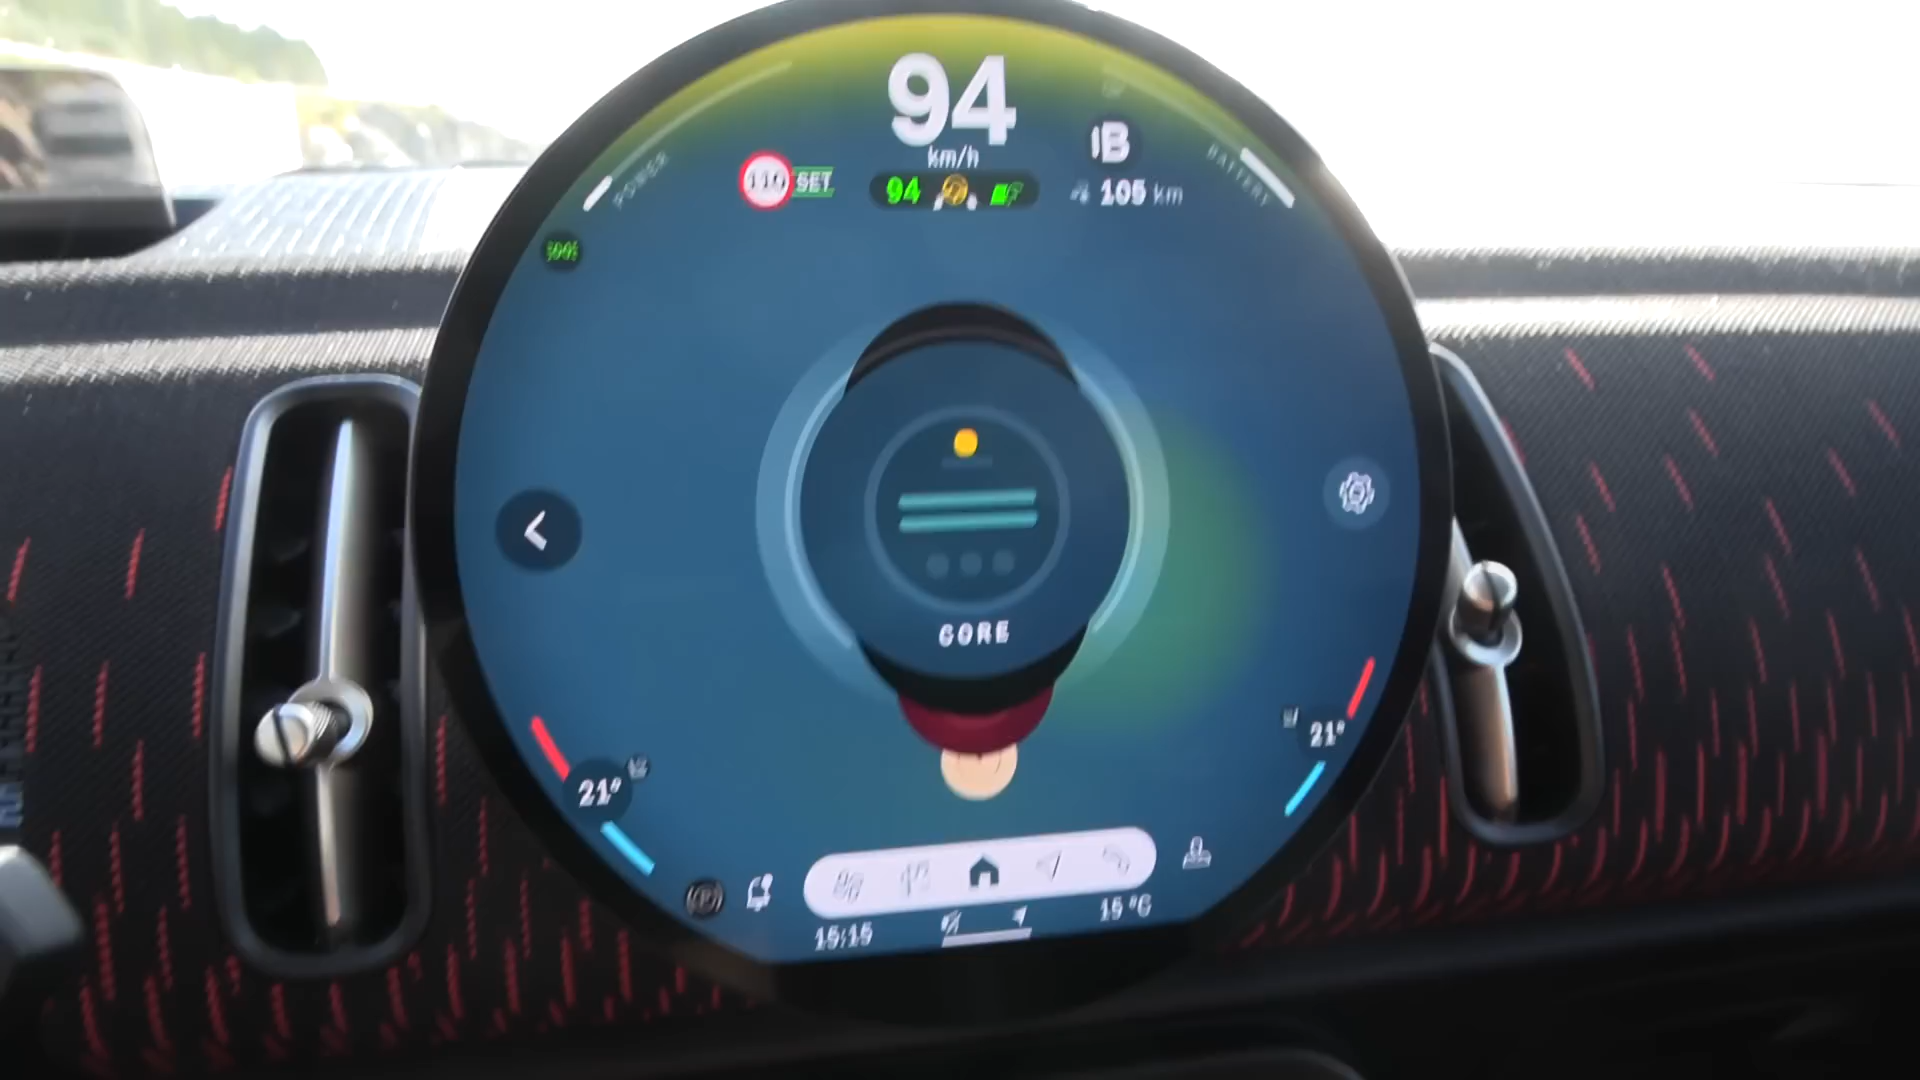 94
km/h
B
110 SET
94
105 km
POWER
BATTERY
CORE
21°
21°
15:15
15 °C